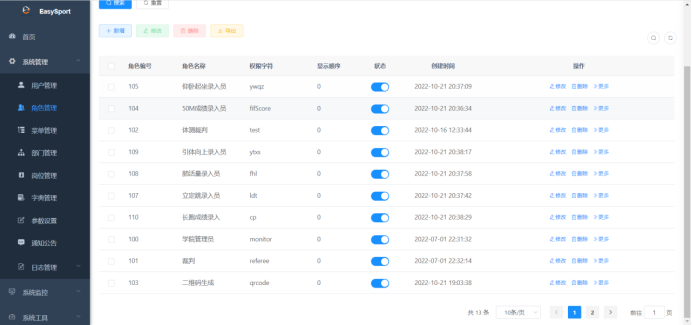 EasySport
搜索 重置
+ 新增 修改 删除 导出
首页
系统管理
用户管理
角色管理
菜单管理
部门管理
岗位管理
字典管理
参数设置
通知公告
日志管理
系统监控
系统工具
角色编号 角色名称 权限字符 显示顺序 状态 创建时间 操作
105 仰卧起坐录入员 ywqz 0 2022-10-21 20:37:09 修改 删除 更多
104 50M成绩录入员 fifScore 0 2022-10-21 20:36:34 修改 删除 更多
102 体测裁判 test 0 2022-10-16 12:33:44 修改 删除 更多
109 引体向上录入员 ytxs 0 2022-10-21 20:38:17 修改 删除 更多
108 肺活量录入员 fhl 0 2022-10-21 20:37:58 修改 删除 更多
107 立定跳录入员 ldt 0 2022-10-21 20:37:42 修改 删除 更多
110 长跑成绩录入 cp 0 2022-10-21 20:38:29 修改 删除 更多
100 学院管理员 monitor 0 2022-07-01 22:31:32 修改 删除 更多
101 裁判 referee 0 2022-07-01 22:32:14 修改 删除 更多
103 二维码生成 qrcode 0 2022-10-21 19:03:38 修改 删除 更多
共 13 条 10条/页 < 1 2 > 前往 1 页